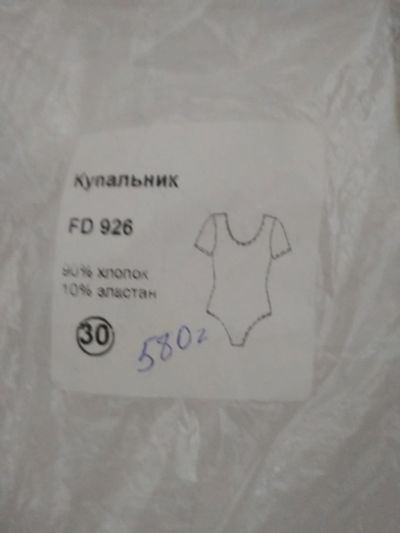 Купальник
FD 926
90% хлопок
10% эластан
30
580г